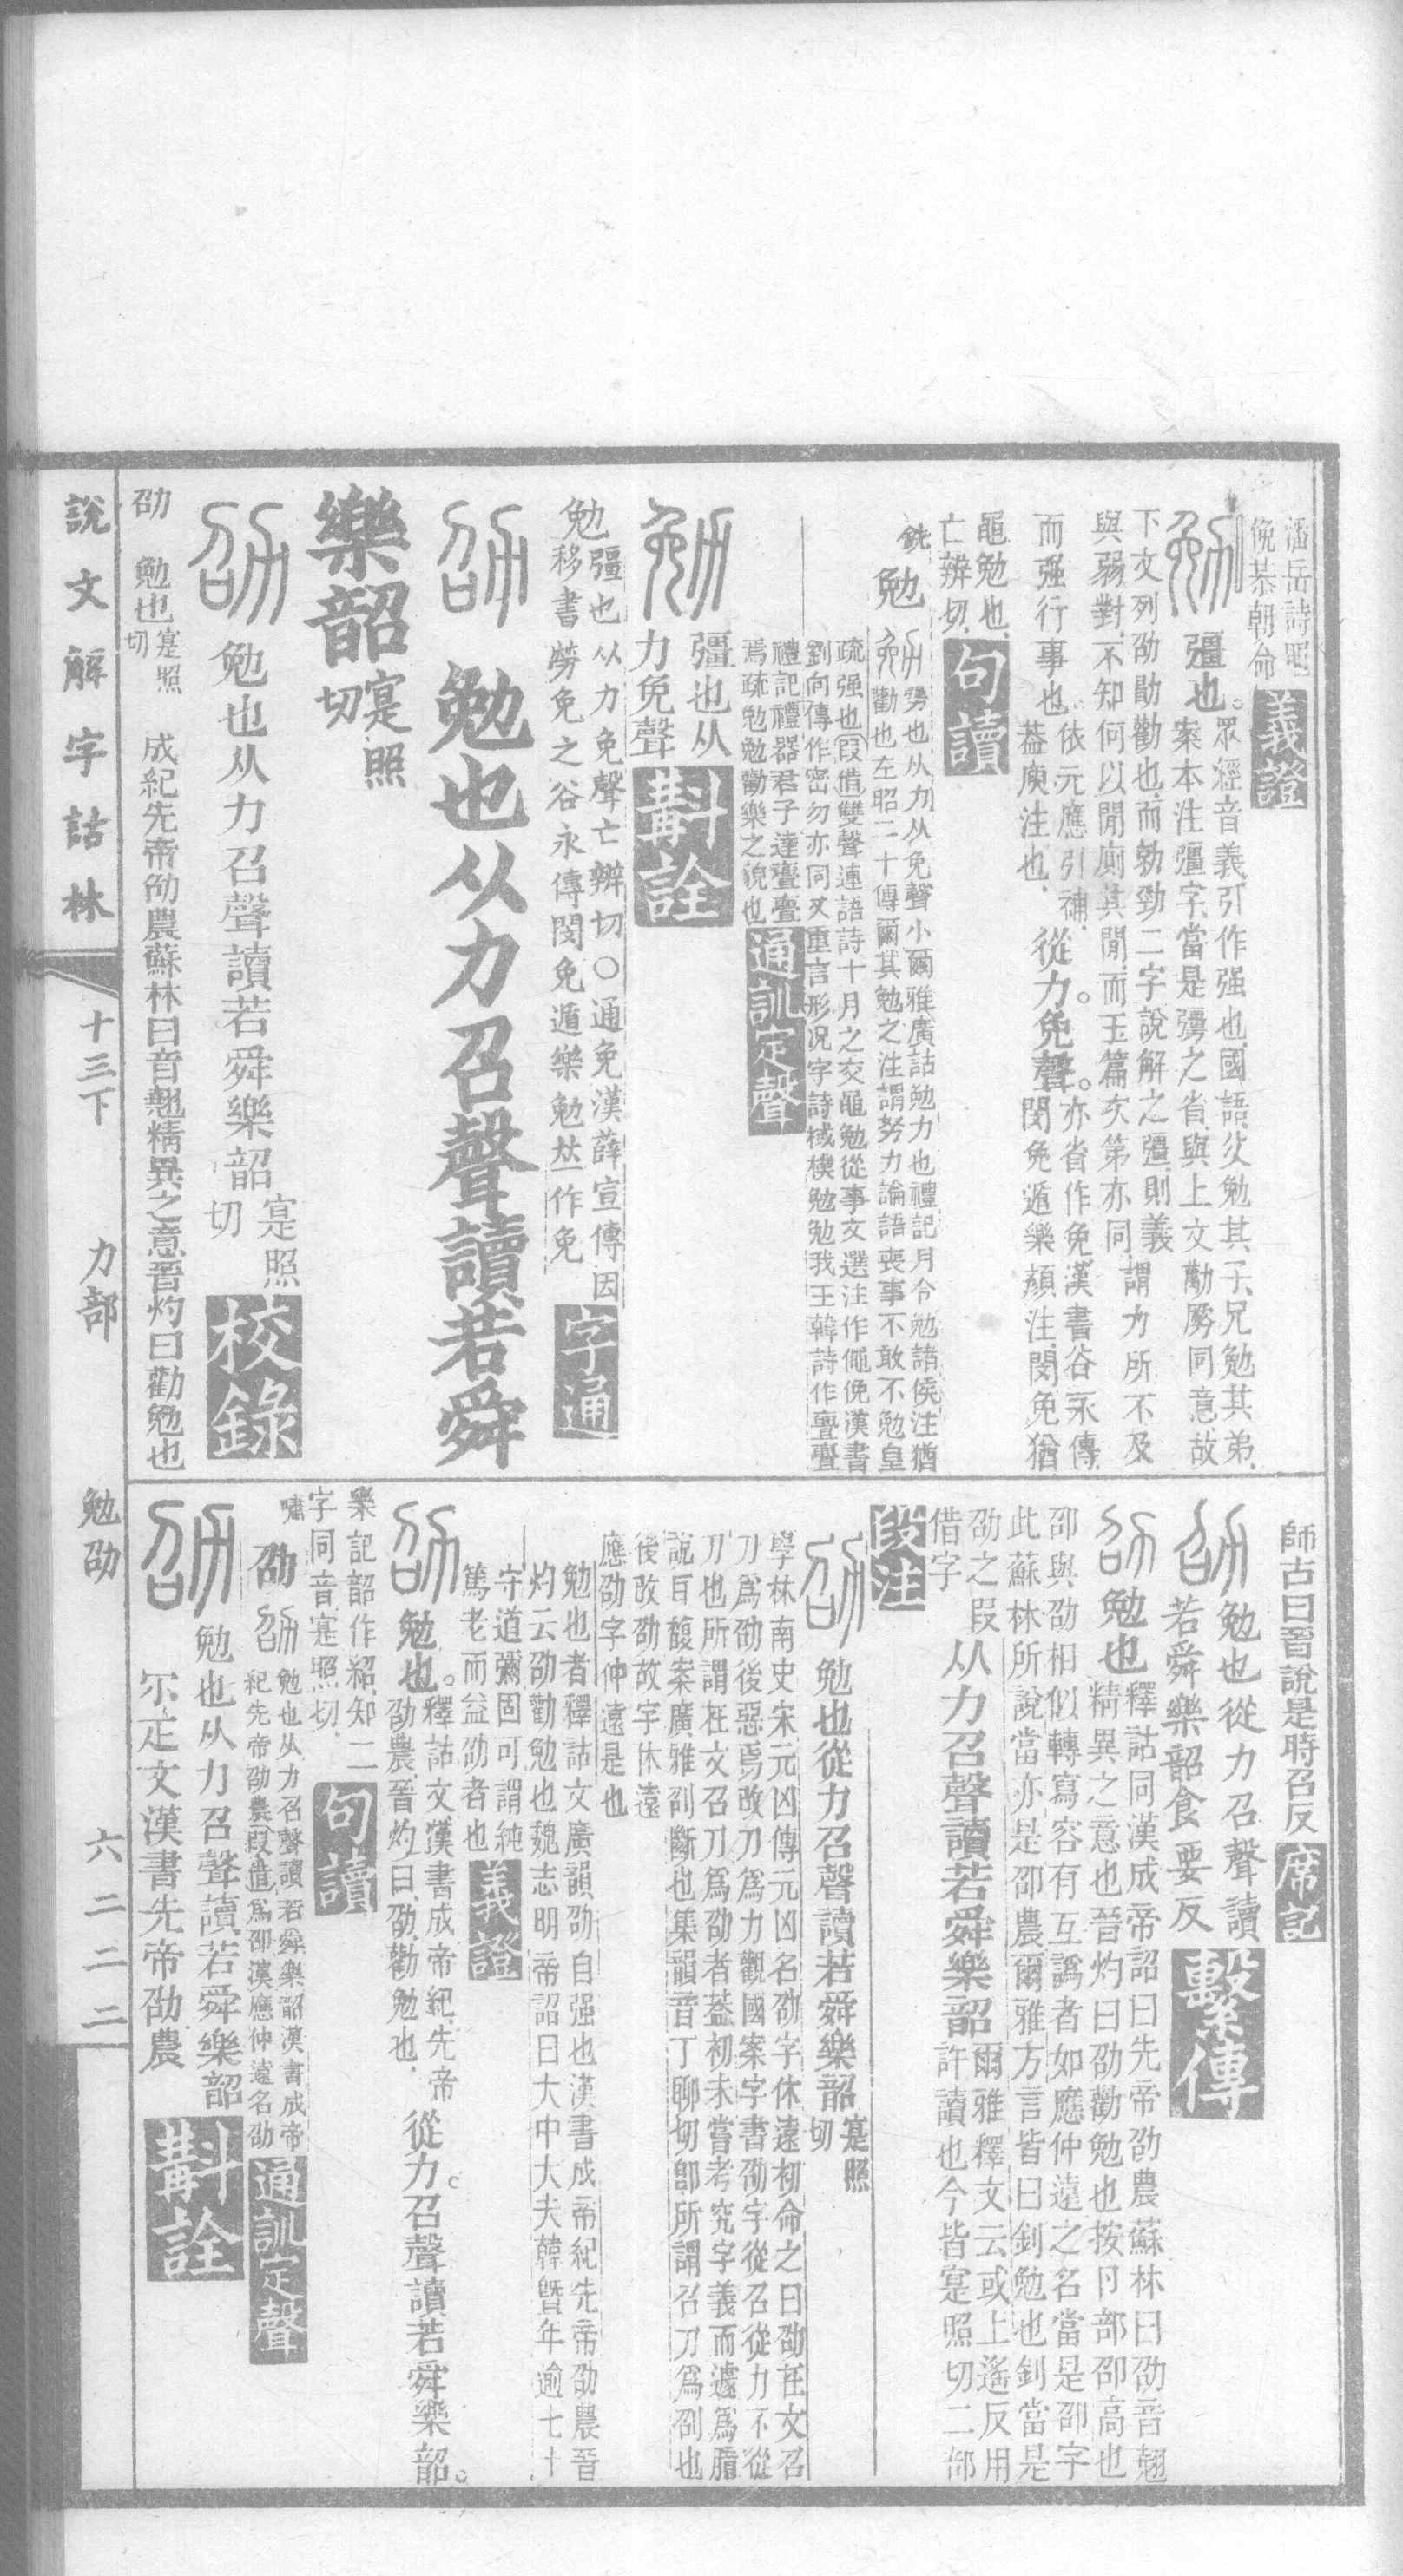 潘岳詩黽
俛恭朝命
義證
勉
彊也。
眾經音義引作强也國語父勉其子兄勉其弟
案本注彊字當是彊之省與上文勱勥同意故
下文列劭勖勸也而勍勁二字說解之彊則義
與弱對不知何以閒廁其閒而玉篇次第亦同謂力所不及
而强行事也依元應引補
葢庾注也
從力免聲。
亦省作免漢書谷永傳
閔免遁樂顏注閔免猶
黽勉也
亡辨切
句讀
銑
勉
勞也从力从免聲小爾雅廣詁勉力也禮記月令勉諸侯注猶
勸也左昭二十傳爾其勉之注謂努力論語喪事不敢不勉皇
疏强也叚借雙聲連語詩十月之交黽勉從事文選注作僶俛漢書
劉向傳作密勿亦同又重言形況字詩棫樸勉勉我王韓詩作亹亹
禮記禮器君子達亹亹
焉疏勉勉勸樂之貌也
通訓定聲
勉
彊也从
力免聲
斠詮
勉
彊也从力免聲亡辨切○通免漢薛宣傳因
移書勞免之谷永傳閔免遁樂勉並作免
字通
劭
勉也从力召聲讀若舜
樂韶
寔照
切
劭
勉也从力召聲讀若舜樂韶
寔照
切
校錄
劭
勉也
寔照
切
成紀先帝劭農蘇林曰音翹精異之意晉灼曰勸勉也
師古曰晉說是時召反
席記
劭
勉也從力召聲讀
若舜樂韶食要反
繫傳
劭
勉也
釋詁同漢成帝詔曰先帝劭農蘇林曰劭音翹
精異之意也晉灼曰劭勸勉也按卪部卲高也
卲與劭相似轉寫容有互譌者如應仲遠之名當是卲字
此蘇林所說當亦是卲農爾雅方言皆曰釗勉也釗當是
劭之叚
借字
从力召聲讀若舜樂韶
爾雅釋文云或上遙反用
許讀也今皆寔照切二部
段注
劭
勉也從力召聲讀若舜樂韶
寔照
切
學林南史宋元凶傳元凶名劭字休遠初命之曰劭在文召
刀爲劭後惡焉改刀爲力觀國案字書劭字從召從力不從
刀也所謂在文召刀爲劭者葢初未嘗考究字義而遽爲脂
說百馥案廣雅㓚斷也集韻音丁聊切卽所謂召刀爲㓚也
後改劭故字休遠
應劭字仲遠是也
勉也者釋詁文廣韻劭自强也漢書成帝紀先帝劭農晉
灼云劭勸勉也魏志明帝詔曰大中大夫韓暨年逾七十
守道彌固可謂純
篤老而益劭者也
義證
劭
勉也。
釋詁文漢書成帝紀先帝
劭農晉灼曰劭勸勉也
從力。召聲讀若舜樂韶。
樂記韶作紹知二
字同音寔照切
句讀
嘯
劭
勉也从力召聲讀若舜樂韶漢書成帝
紀先帝劭農叚借爲卲漢應仲遠名劭
通訓定聲
劭
勉也从力召聲讀若舜樂韶
尒疋文漢書先帝劭農
斠詮
說文解字詁林
十三下
力部
勉劭
六二二二